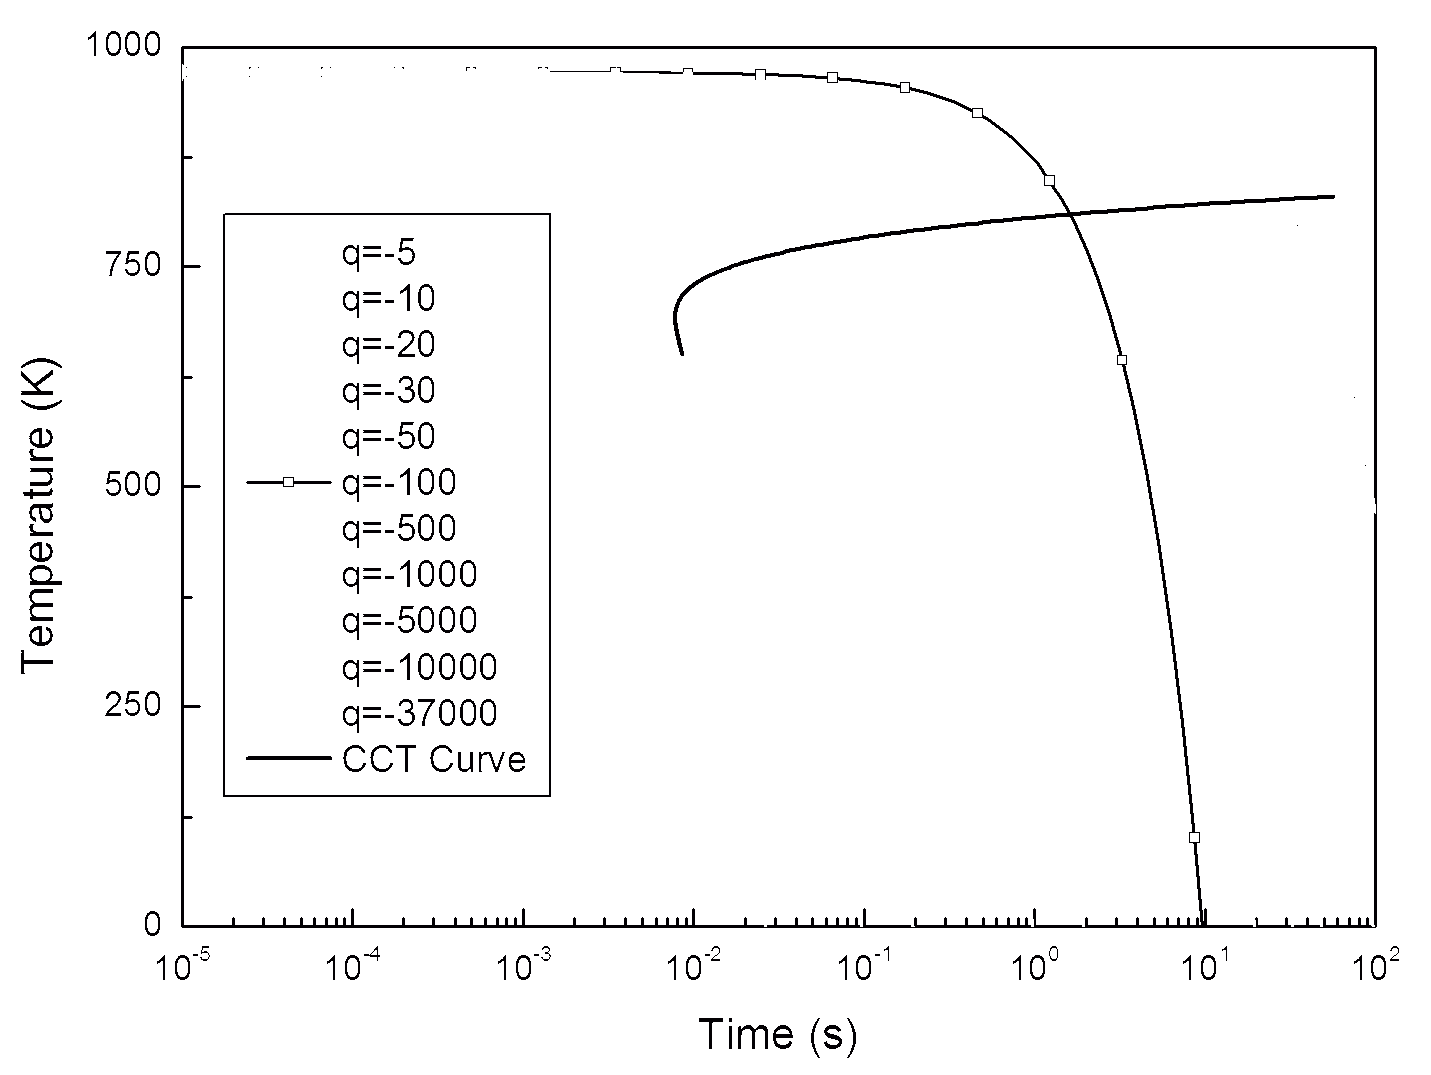 1000
750
500
250
0
Temperature (K)
q=-5
q=-10
q=-20
q=-30
q=-50
q=-100
q=-500
q=-1000
q=-5000
q=-10000
q=-37000
CCT Curve
10⁻⁵ 10⁻⁴ 10⁻³ 10⁻² 10⁻¹ 10⁰ 10¹ 10²
Time (s)